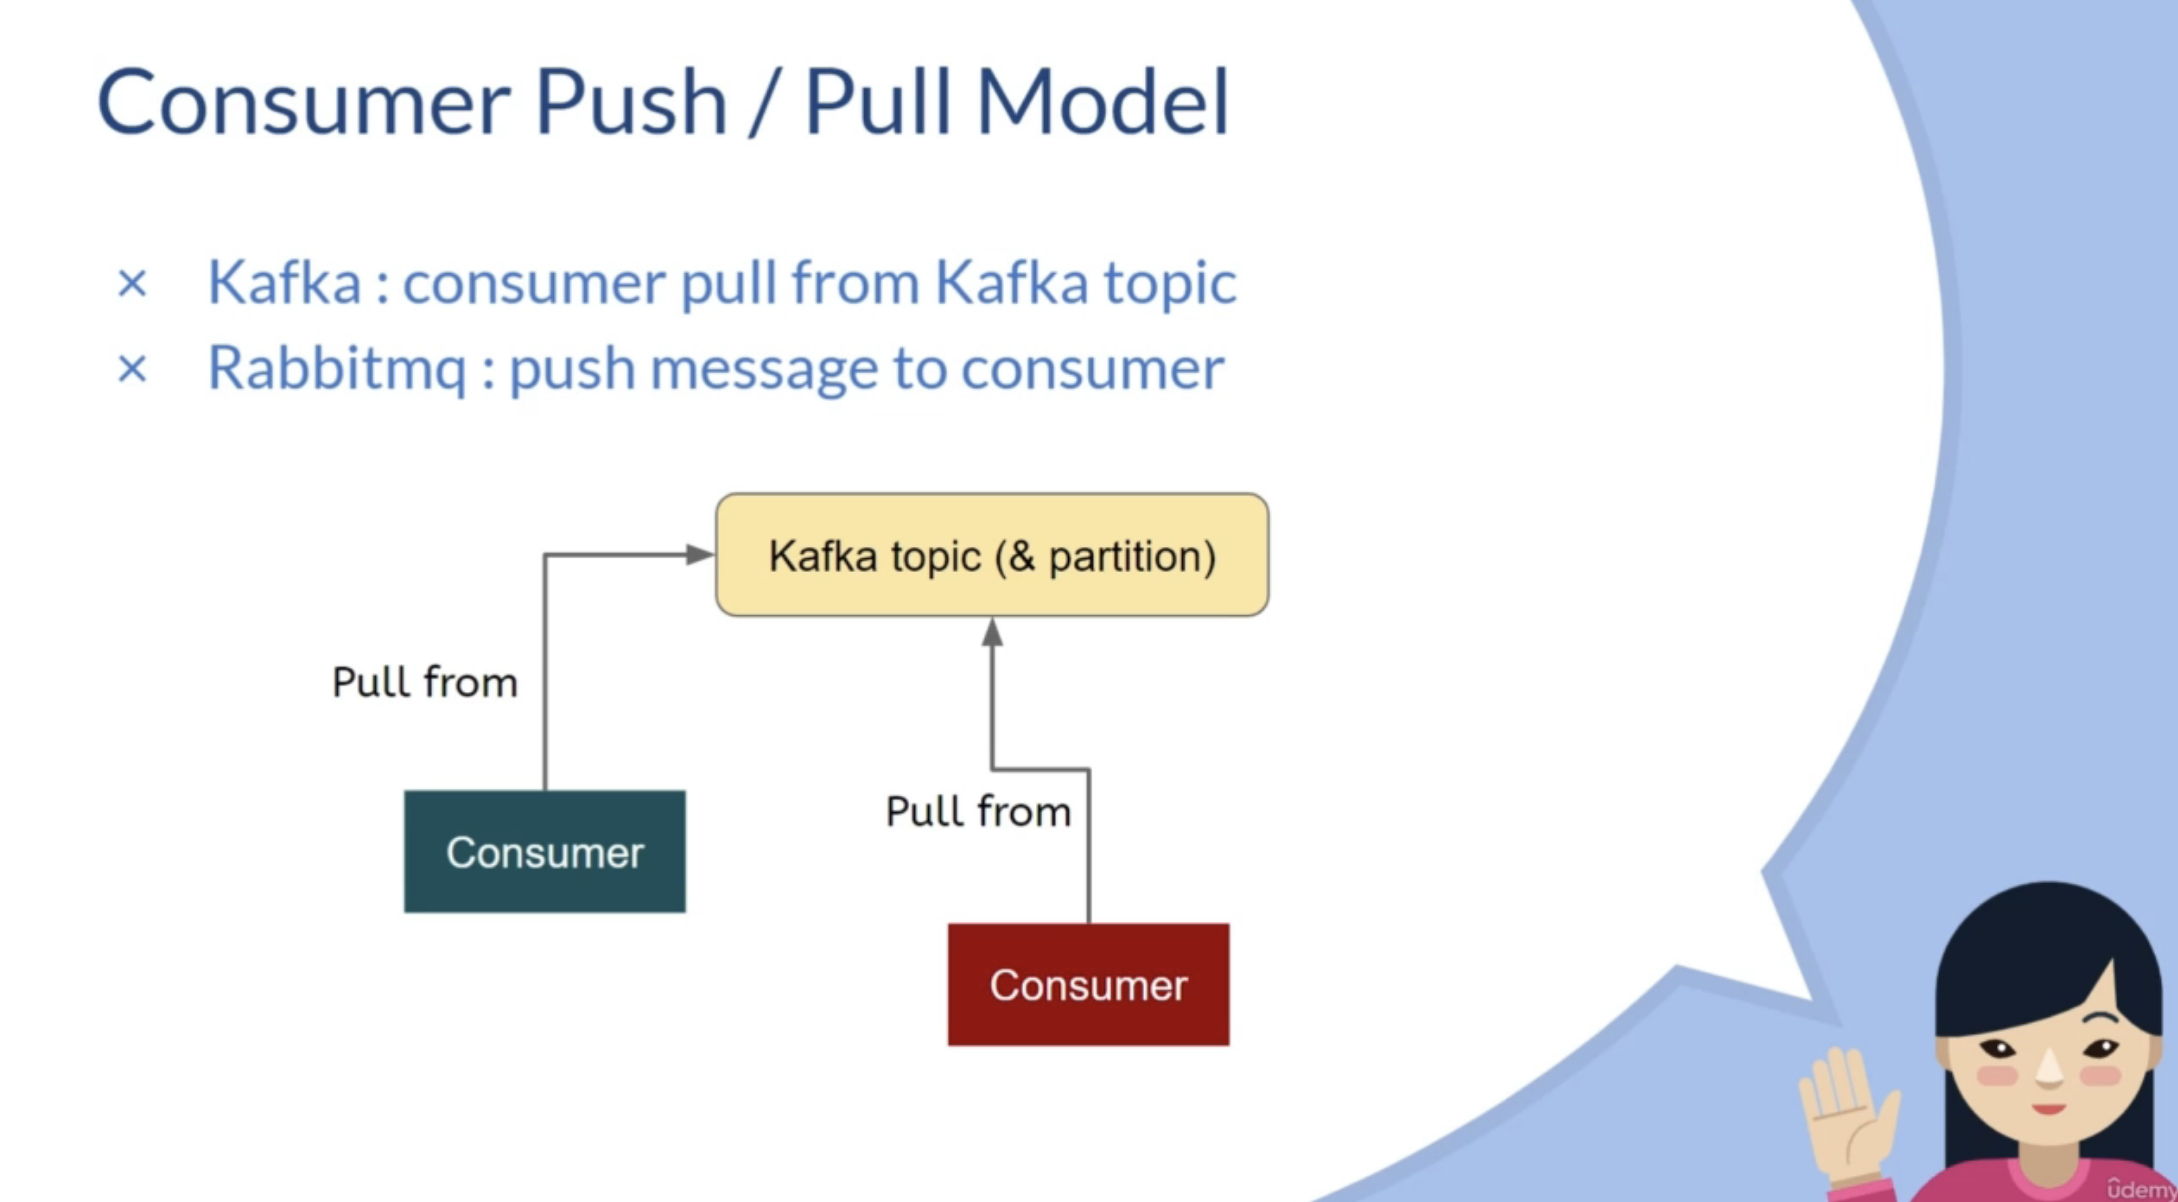 Consumer Push / Pull Model
× Kafka : consumer pull from Kafka topic
× Rabbitmq : push message to consumer
Kafka topic (& partition)
Pull from
Pull from
Consumer
Consumer
ûdemy